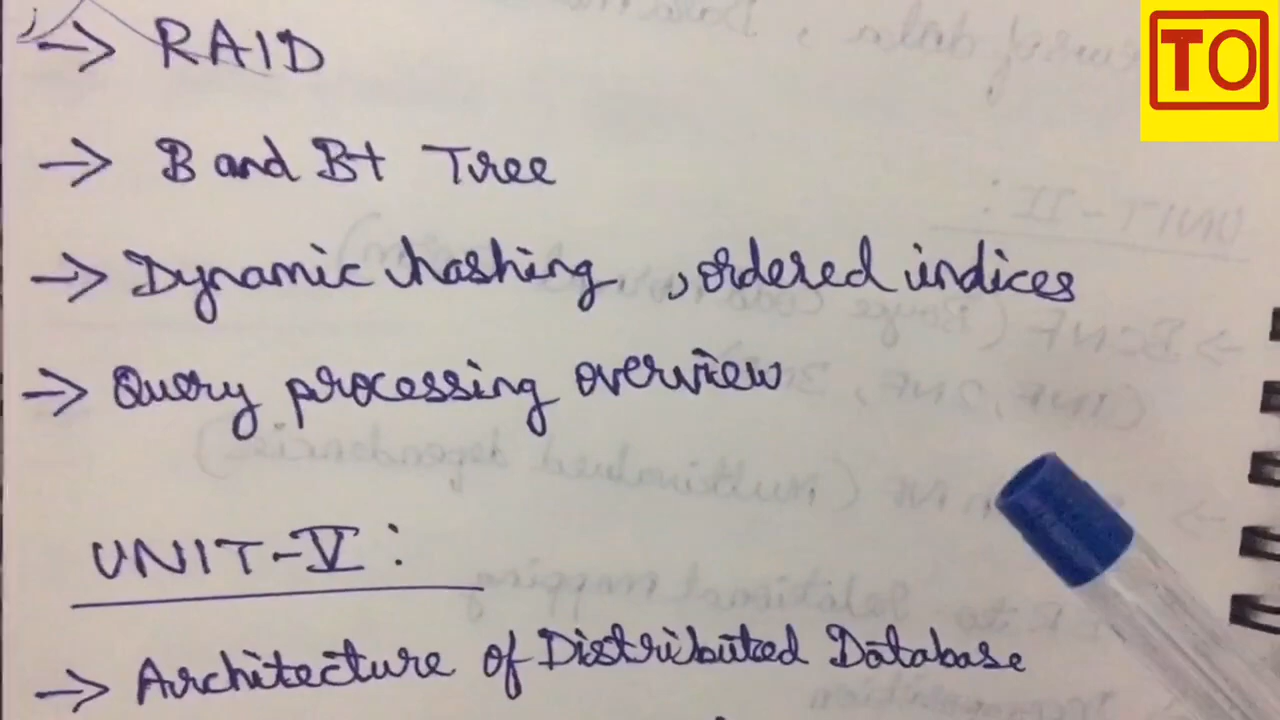 TO
→ RAID
→ B and B+ Tree
→ Dynamic hashing , ordered indices
→ Query processing overview
UNIT-V :
→ Architecture of Distributed Database